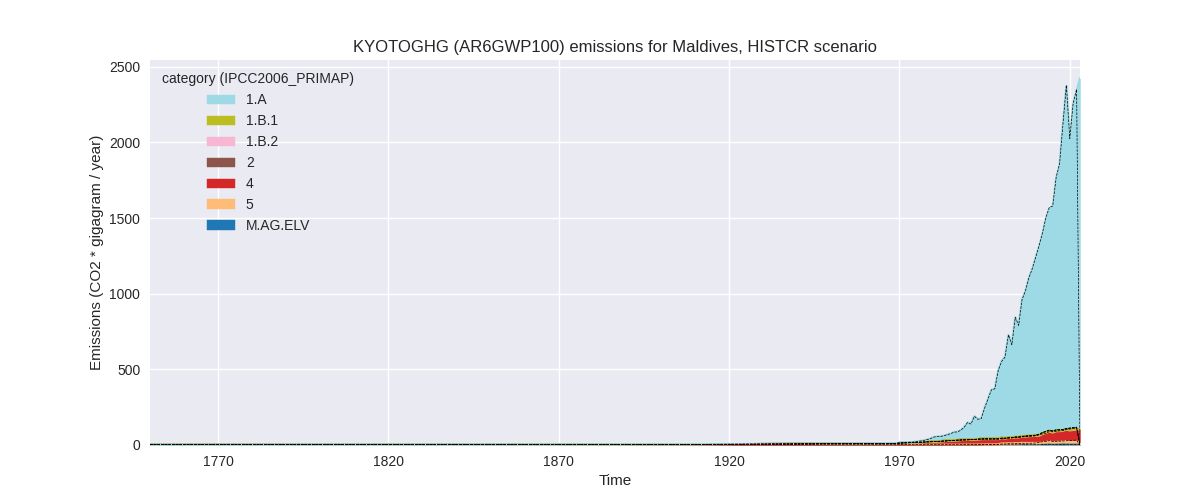 KYOTOGHG (AR6GWP100) emissions for Maldives, HISTCR scenario
2500
2000
1500
1000
500
0
Emissions (CO2 * gigagram / year)
category (IPCC2006_PRIMAP)
1.A
1.B.1
1.B.2
2
4
5
M.AG.ELV
1770
1820
1870
1920
1970
2020
Time